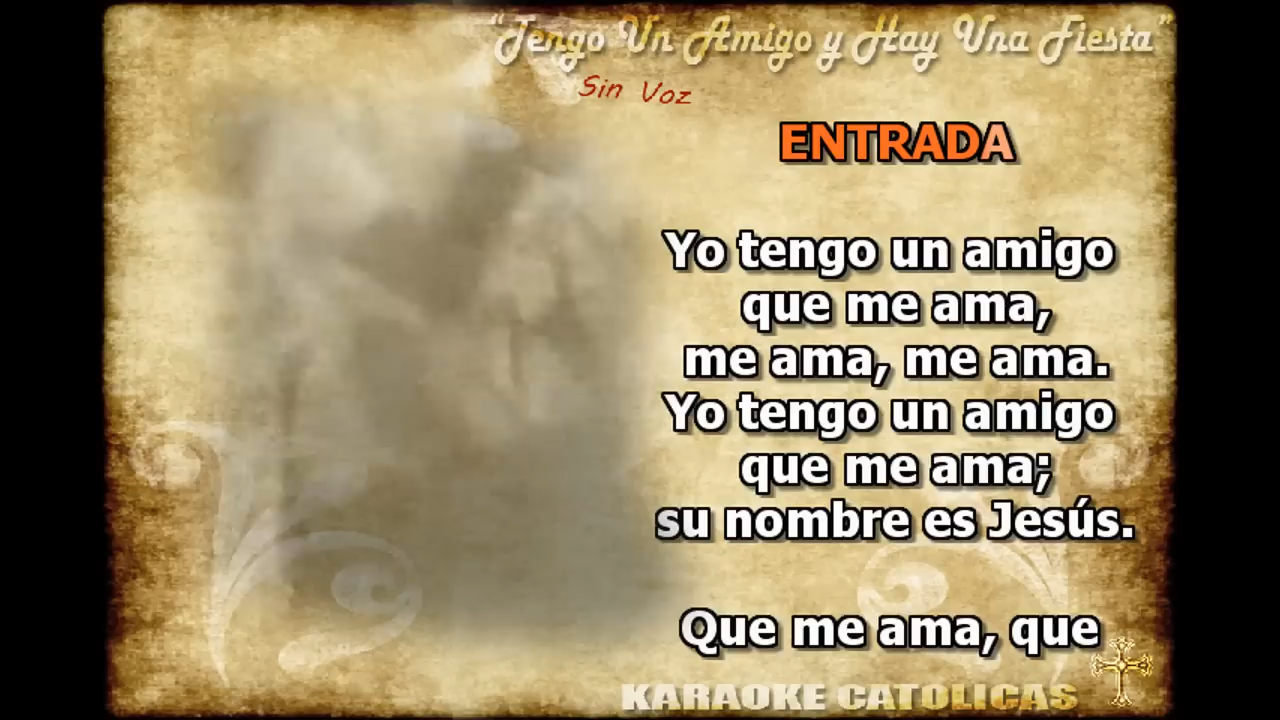 “Tengo Un Amigo y Hay Una Fiesta”
Sin Voz
ENTRADA
Yo tengo un amigo
que me ama,
me ama, me ama.
Yo tengo un amigo
que me ama;
su nombre es Jesús.
Que me ama, que
KARAOKE CATOLICAS